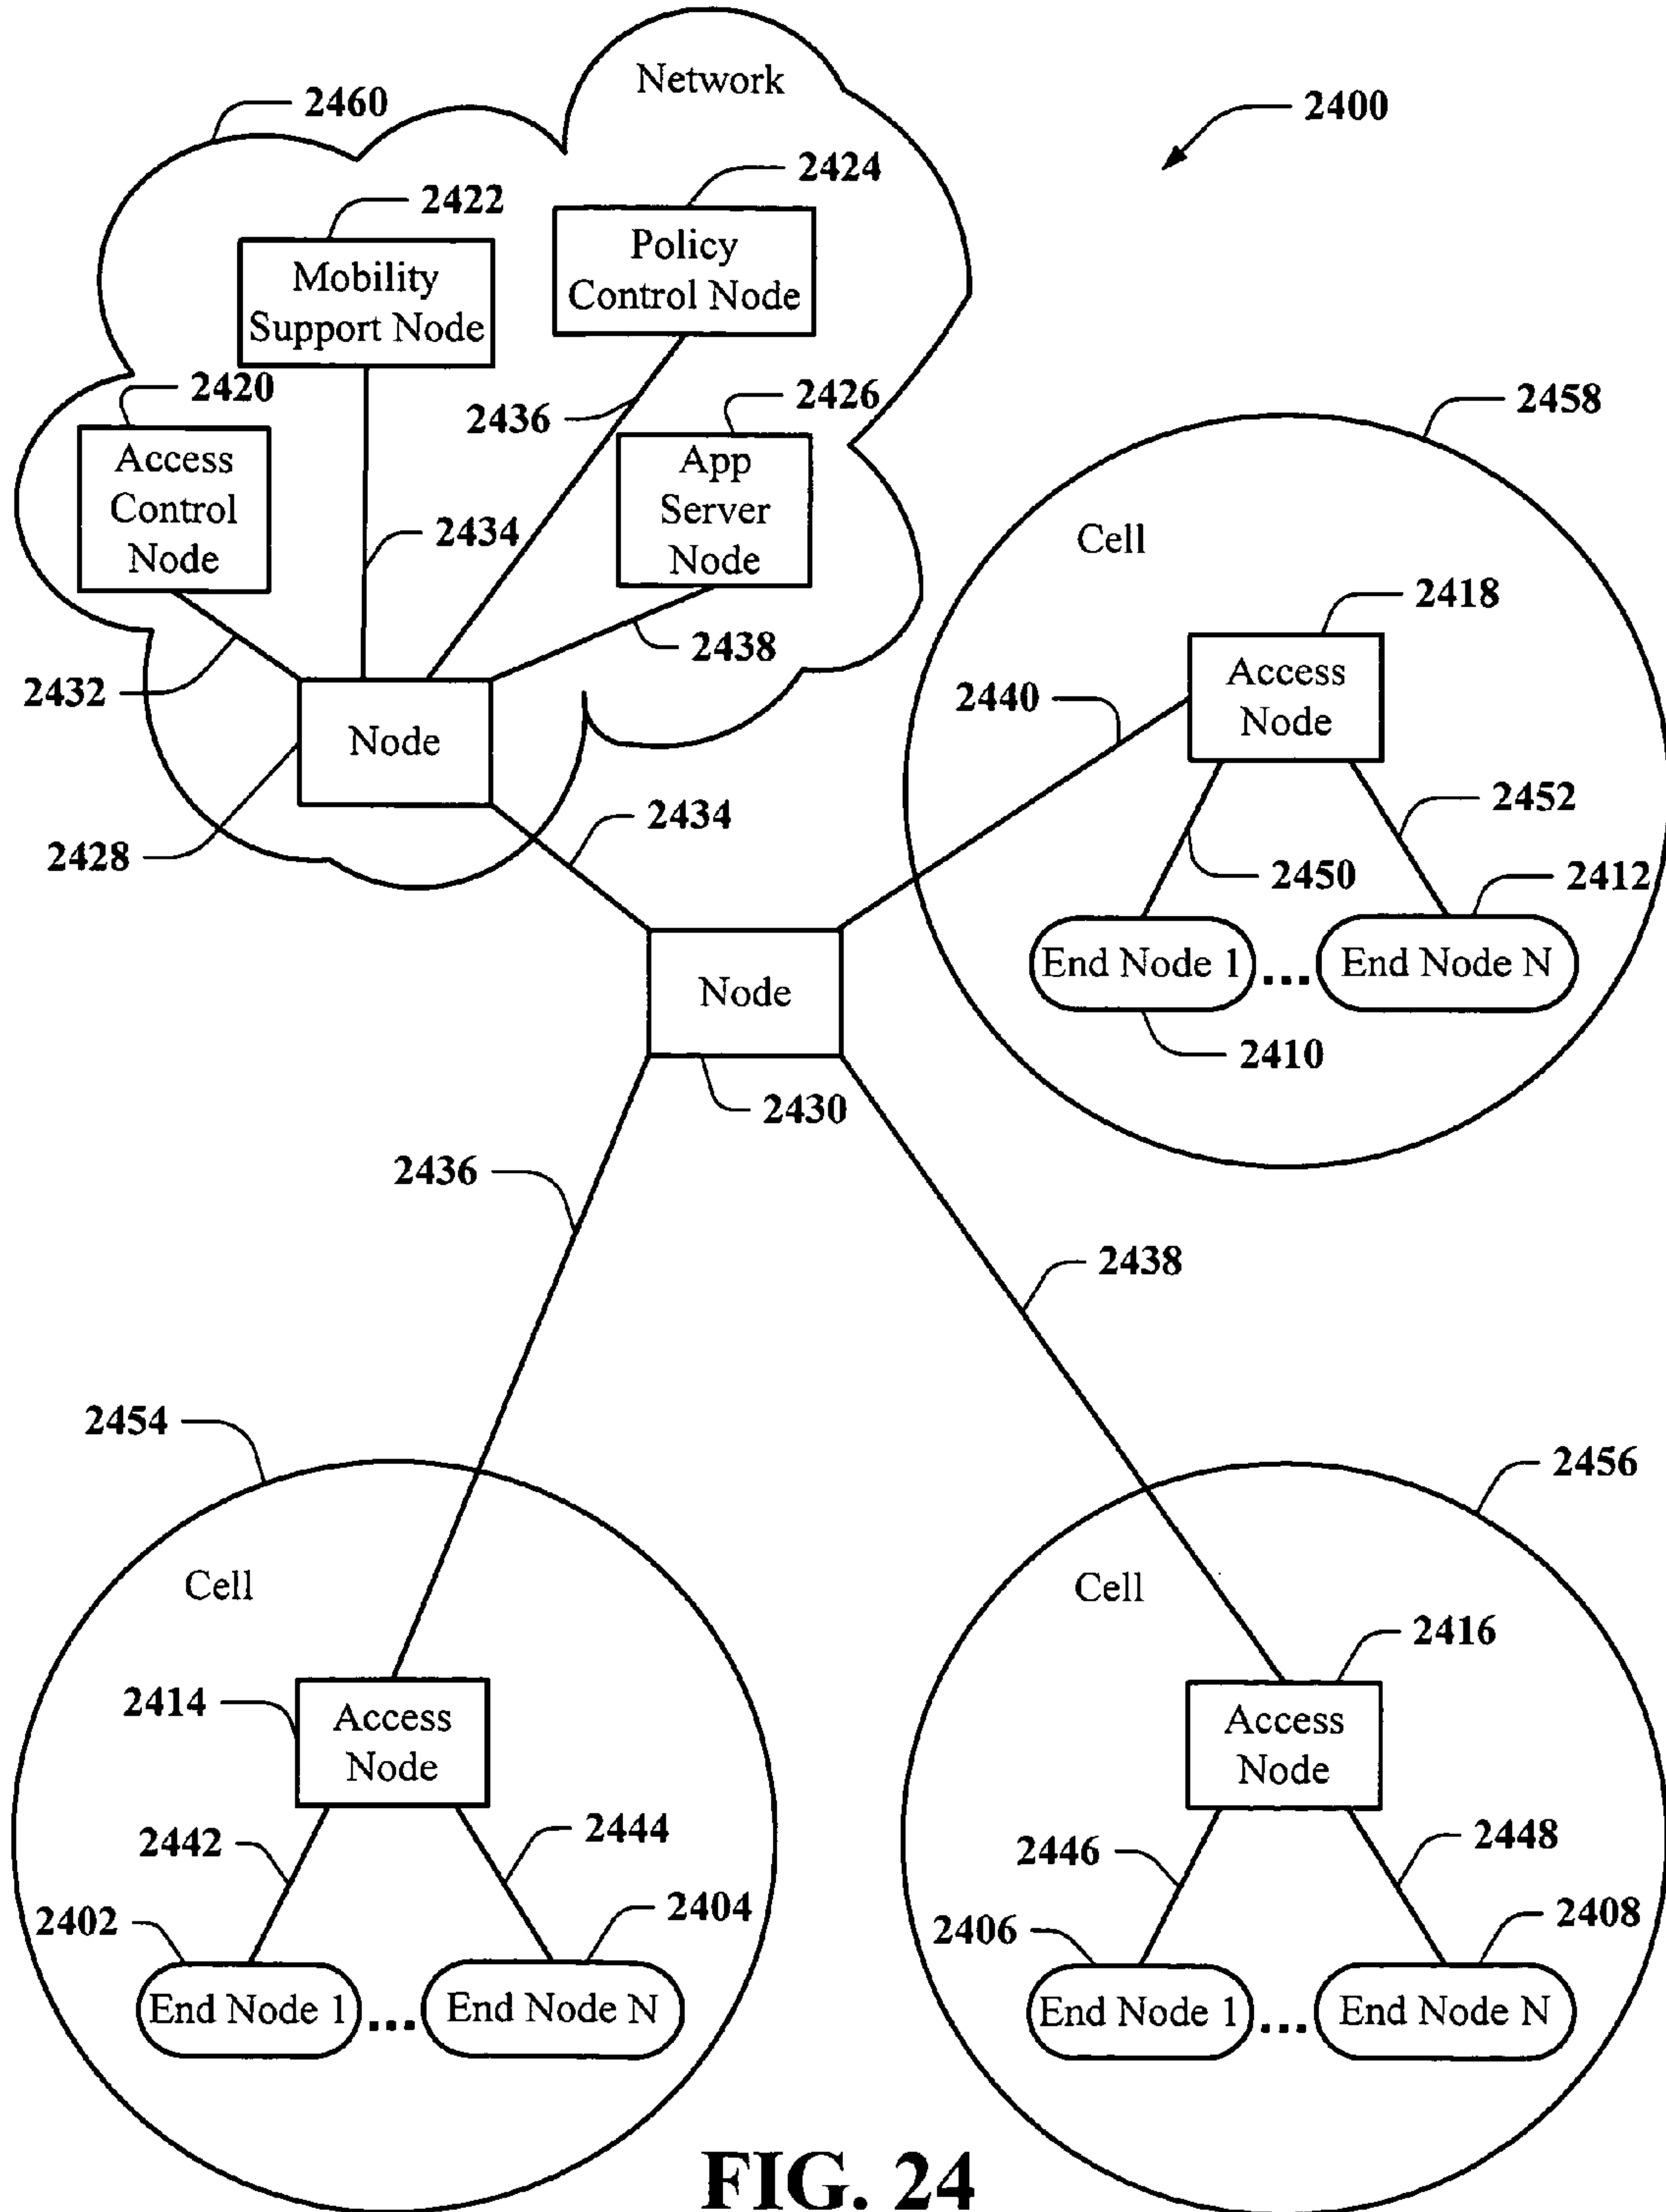 Network
2460
2400
2424
2422
Policy
Control Node
Mobility
Support Node
2420
2436
2426
2458
Access
Control
Node
App
Server
Node
2434
Cell
2418
2438
2432
2440
Access
Node
Node
2434
2452
2428
2450
2412
End Node 1
...
End Node N
Node
2410
2430
2436
2438
2454
2456
Cell
Cell
2416
2414
Access
Node
Access
Node
2442
2444
2446
2448
2402
2404
2406
2408
End Node 1
...
End Node N
End Node 1
...
End Node N
FIG. 24